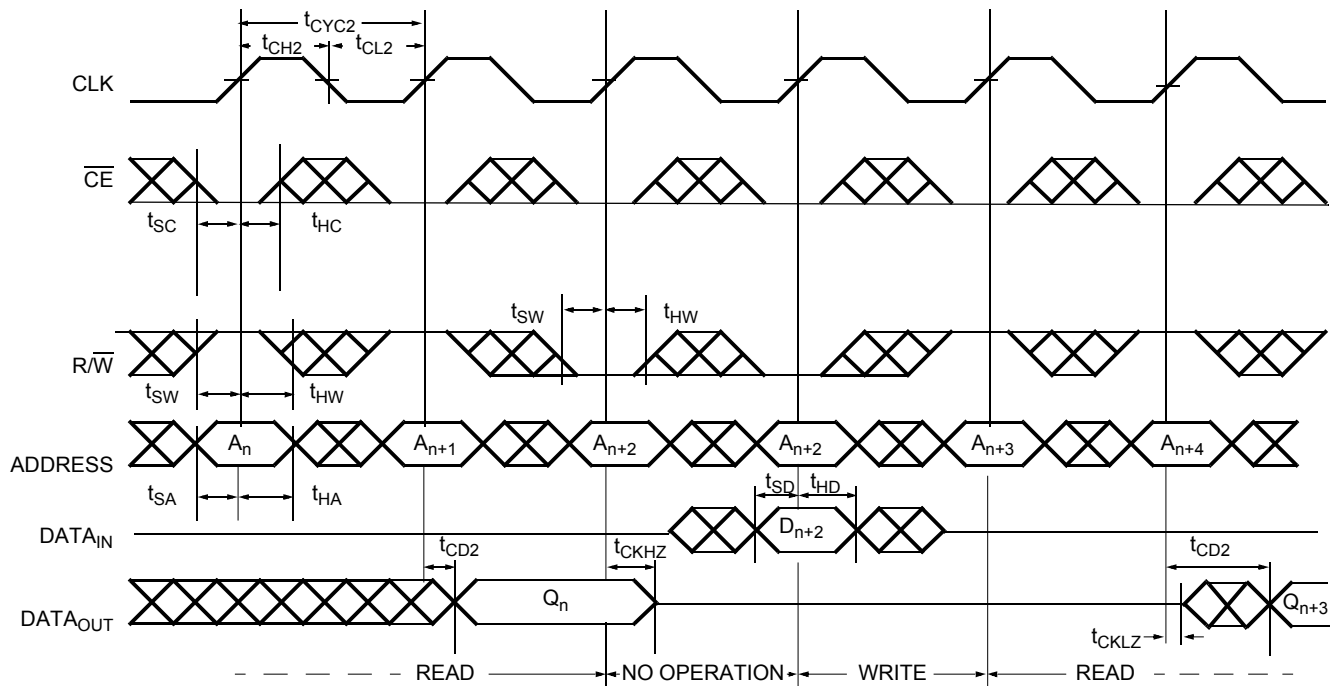 tCYC2
tCH2 tCL2
CLK
CE
tSC tHC
tSW tHW
R/W
tSW tHW
ADDRESS An An+1 An+2 An+2 An+3 An+4
tSA tHA tSD tHD
DATAIN Dn+2
tCD2 tCKHZ tCD2
DATAOUT Qn Qn+3
tCKLZ
READ NO OPERATION WRITE READ